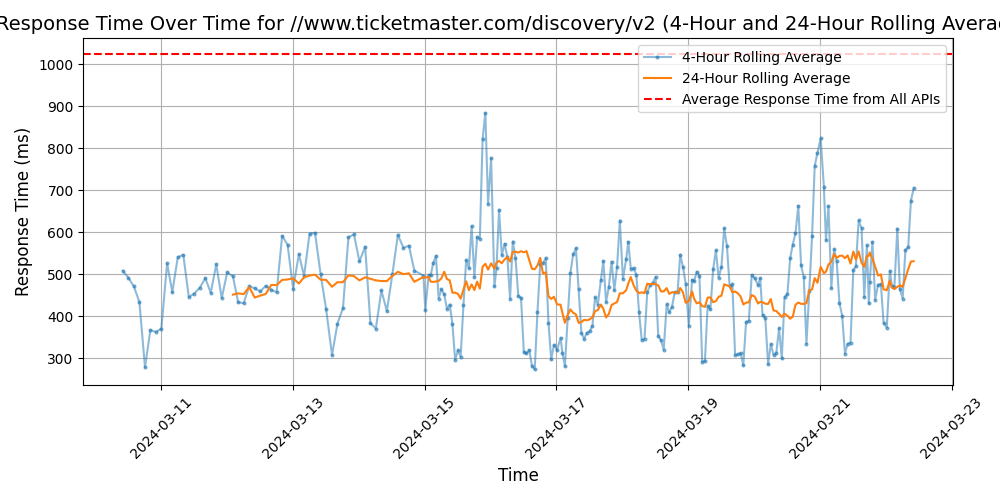 Response Time Over Time for //www.ticketmaster.com/discovery/v2 (4-Hour and 24-Hour Rolling Avera
4-Hour Rolling Average
24-Hour Rolling Average
Average Response Time from All APIs
Response Time (ms)
1000
900
800
700
600
500
400
300
2024-03-11
2024-03-13
2024-03-15
2024-03-17
2024-03-19
2024-03-21
2024-03-23
Time